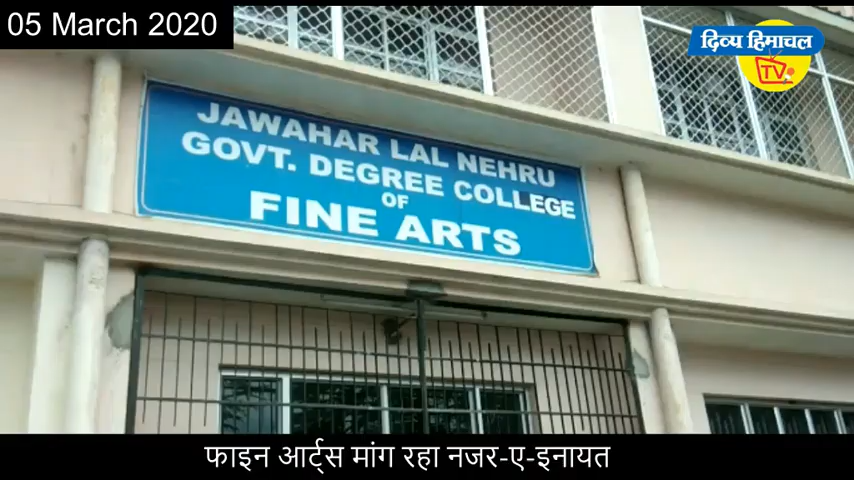 05 March 2020
दिव्य हिमाचल
TV
JAWAHAR LAL NEHRU
GOVT. DEGREE COLLEGE
OF
FINE ARTS
फाइन आर्ट्स मांग रहा नजर-ए-इनायत